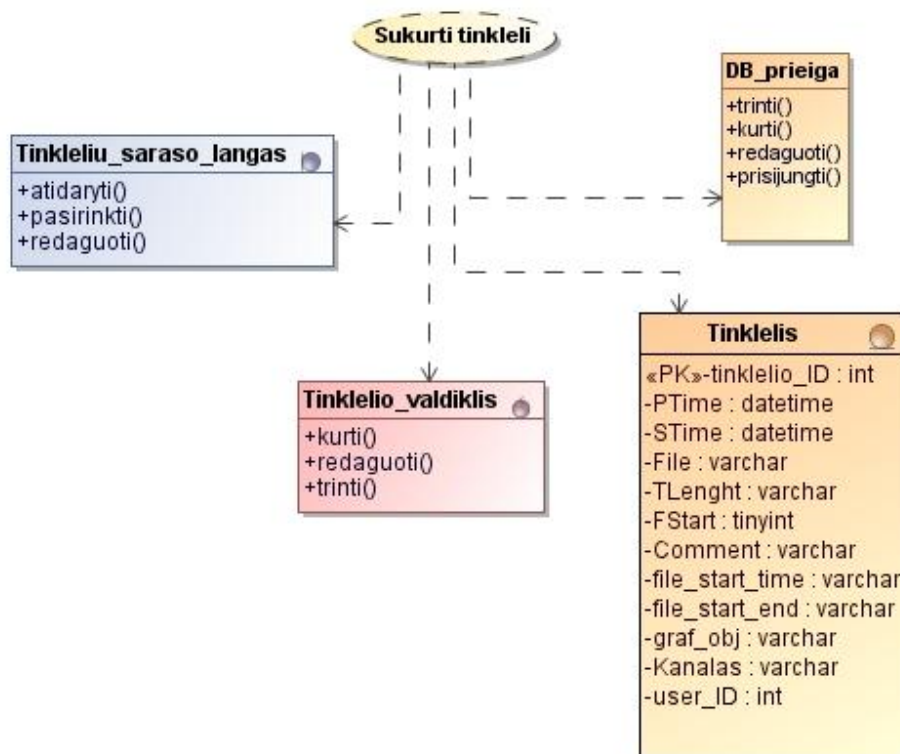 Sukurti tinkleli
DB_prieiga
+trinti()
+kurti()
+redaguoti()
+prisijungti()
Tinkleliu_saraso_langas
+atidaryti()
+pasirinkti()
+redaguoti()
Tinklelio_valdiklis
+kurti()
+redaguoti()
+trinti()
Tinklelis
«PK»-tinklelio_ID : int
-PTime : datetime
-STime : datetime
-File : varchar
-TLenght : varchar
-FStart : tinyint
-Comment : varchar
-file_start_time : varchar
-file_start_end : varchar
-graf_obj : varchar
-Kanalas : varchar
-user_ID : int